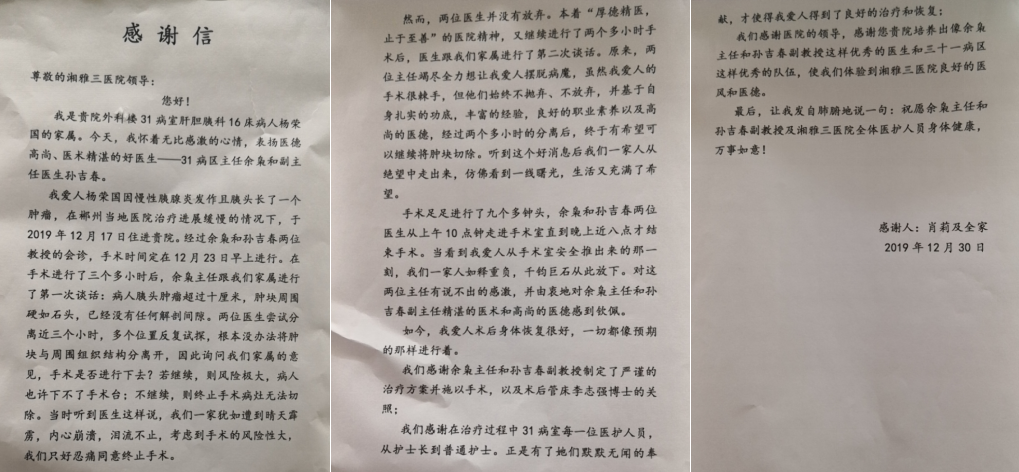 感谢信
尊敬的湘雅三医院领导：
您好！
我是贵院外科楼31病室肝胆胰科16床病人杨荣
国的家属。今天，我怀着无比感激的心情，表扬医德
高尚、医术精湛的好医生——31病区主任余枭和副主
任医生孙吉春。
我爱人杨荣国因慢性胰腺炎发作且胰头长了一个
肿瘤，在郴州当地医院治疗进展缓慢的情况下，于
2019年12月17日住进贵院。经过余枭和孙吉春两位
教授的会诊，手术时间定在12月23日早上进行。在
手术进行了三个多小时后，余枭主任跟我们家属进行
了第一次谈话：病人胰头肿瘤超过十厘米，肿块周围
硬如石头，已经没有任何解剖间隙。两位医生尝试分
离近三个小时，多个位置反复试探，根本没办法将肿
块与周围组织结构分离开，因此询问我们家属的意
见，手术是否进行下去？若继续，则风险极大，病人
也许下不了手术台；不继续，则终止手术病灶无法切
除。当时听到医生这样说，我们一家犹如遭到晴天霹
雳，内心崩溃，泪流不止，考虑到手术的风险性大，
我们只好忍痛同意终止手术。
然而，两位医生并没有放弃。本着“厚德精医，
止于至善”的医院精神，又继续进行了两个多小时手
术后，医生跟我们家属进行了第二次谈话。原来，两
位主任竭尽全力想让我爱人摆脱病魔，虽然我爱人的
手术很棘手，但他们始终不抛弃、不放弃，并基于自
身扎实的功底，丰富的经验，良好的职业素养以及高
尚的医德，经过两个多小时的分离后，终于有希望可
以继续将肿块切除。听到这个好消息后我们一家人从
绝望中走出来，仿佛看到一线曙光，生活又充满了希
望。
手术足足进行了九个多钟头，余枭和孙吉春两位
医生从上午10点钟走进手术室直到晚上近八点才结
束手术。当看到我爱人从手术室安全推出来的那一
刻，我们一家人如释重负，千钧巨石从此放下。对这
两位主任有说不出的感激，并由衷地对余枭主任和孙
吉春副主任精湛的医术和高尚的医德感到钦佩。
如今，我爱人术后身体恢复很好，一切都像预期
的那样进行着。
我们感谢余枭主任和孙吉春副教授制定了严谨的
治疗方案并施以手术，以及术后管床李志强博士的关
照；
我们感谢在治疗过程中31病室每一位医护人员，
从护士长到普通护士。正是有了她们默默无闻的奉
献，才使得我爱人得到了良好的治疗和恢复；
我们感谢医院的领导，感谢您贵院培养出像余枭
主任和孙吉春副教授这样优秀的医生和三十一病区
这样优秀的队伍，使我们体验到湘雅三医院良好的医
风和医德。
最后，让我发自肺腑地说一句：祝愿余枭主任和
孙吉春副教授及湘雅三医院全体医护人员身体健康，
万事如意！
感谢人：肖莉及全家
2019年12月30日